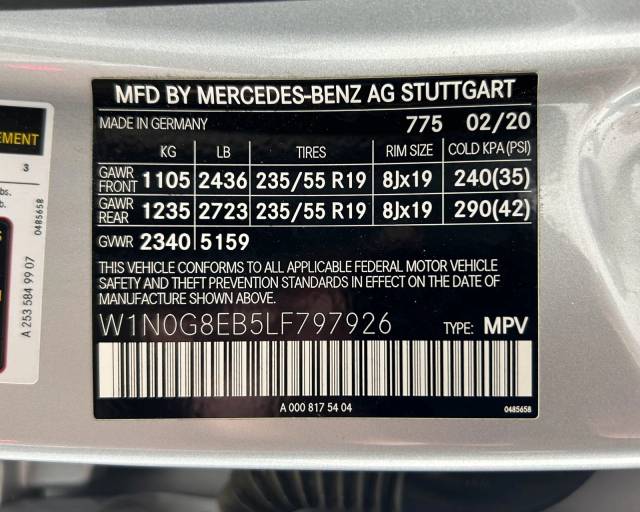 MFD BY MERCEDES-BENZ AG STUTTGART
MADE IN GERMANY 775 02/20
KG LB TIRES RIM SIZE COLD KPA (PSI)
GAWR FRONT 1105 2436 235/55 R19 8Jx19 240(35)
GAWR REAR 1235 2723 235/55 R19 8Jx19 290(42)
GVWR 2340 5159
THIS VEHICLE CONFORMS TO ALL APPLICABLE FEDERAL MOTOR VEHICLE
SAFETY AND THEFT PREVENTION STANDARDS IN EFFECT ON THE DATE OF
MANUFACTURE SHOWN ABOVE.
W1N0G8EB5LF797926 TYPE: MPV
A 000 817 54 04 0485658
3
0485658
A 253 584 99 07